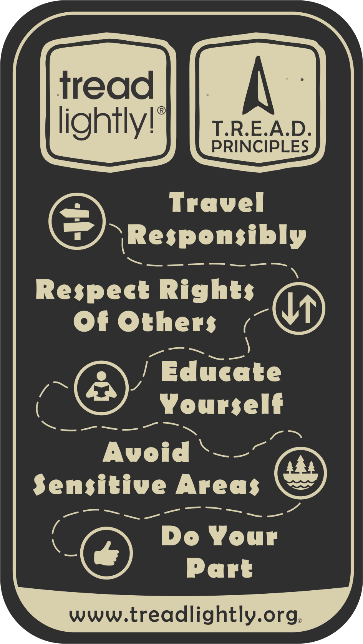 tread
lightly!®
T.R.E.A.D.
PRINCIPLES
Travel
Responsibly
Respect Rights
Of Others
Educate
Yourself
Avoid
Sensitive Areas
Do Your
Part
www.treadlightly.org